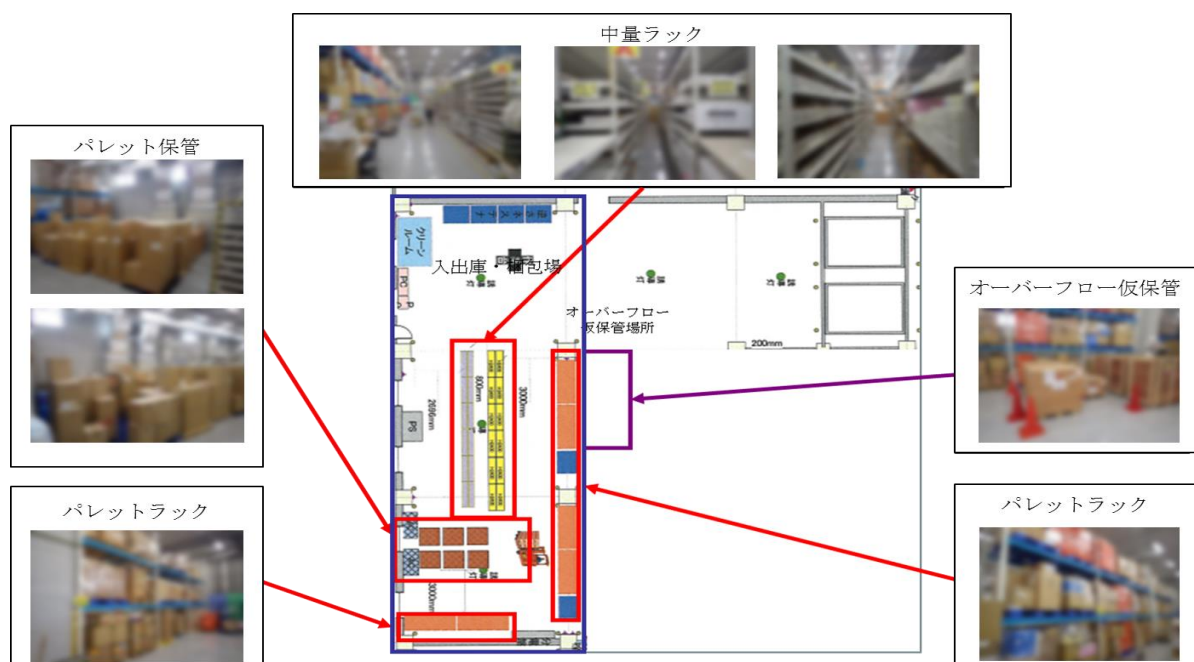 中量ラック
パレット保管
クリーン
ルーム
入出庫・梱包場
PC
オーバーフロー
仮保管場所
200mm
オーバーフロー仮保管
800mm
3000mm
2696mm
PS
パレットラック
パレットラック
3000mm